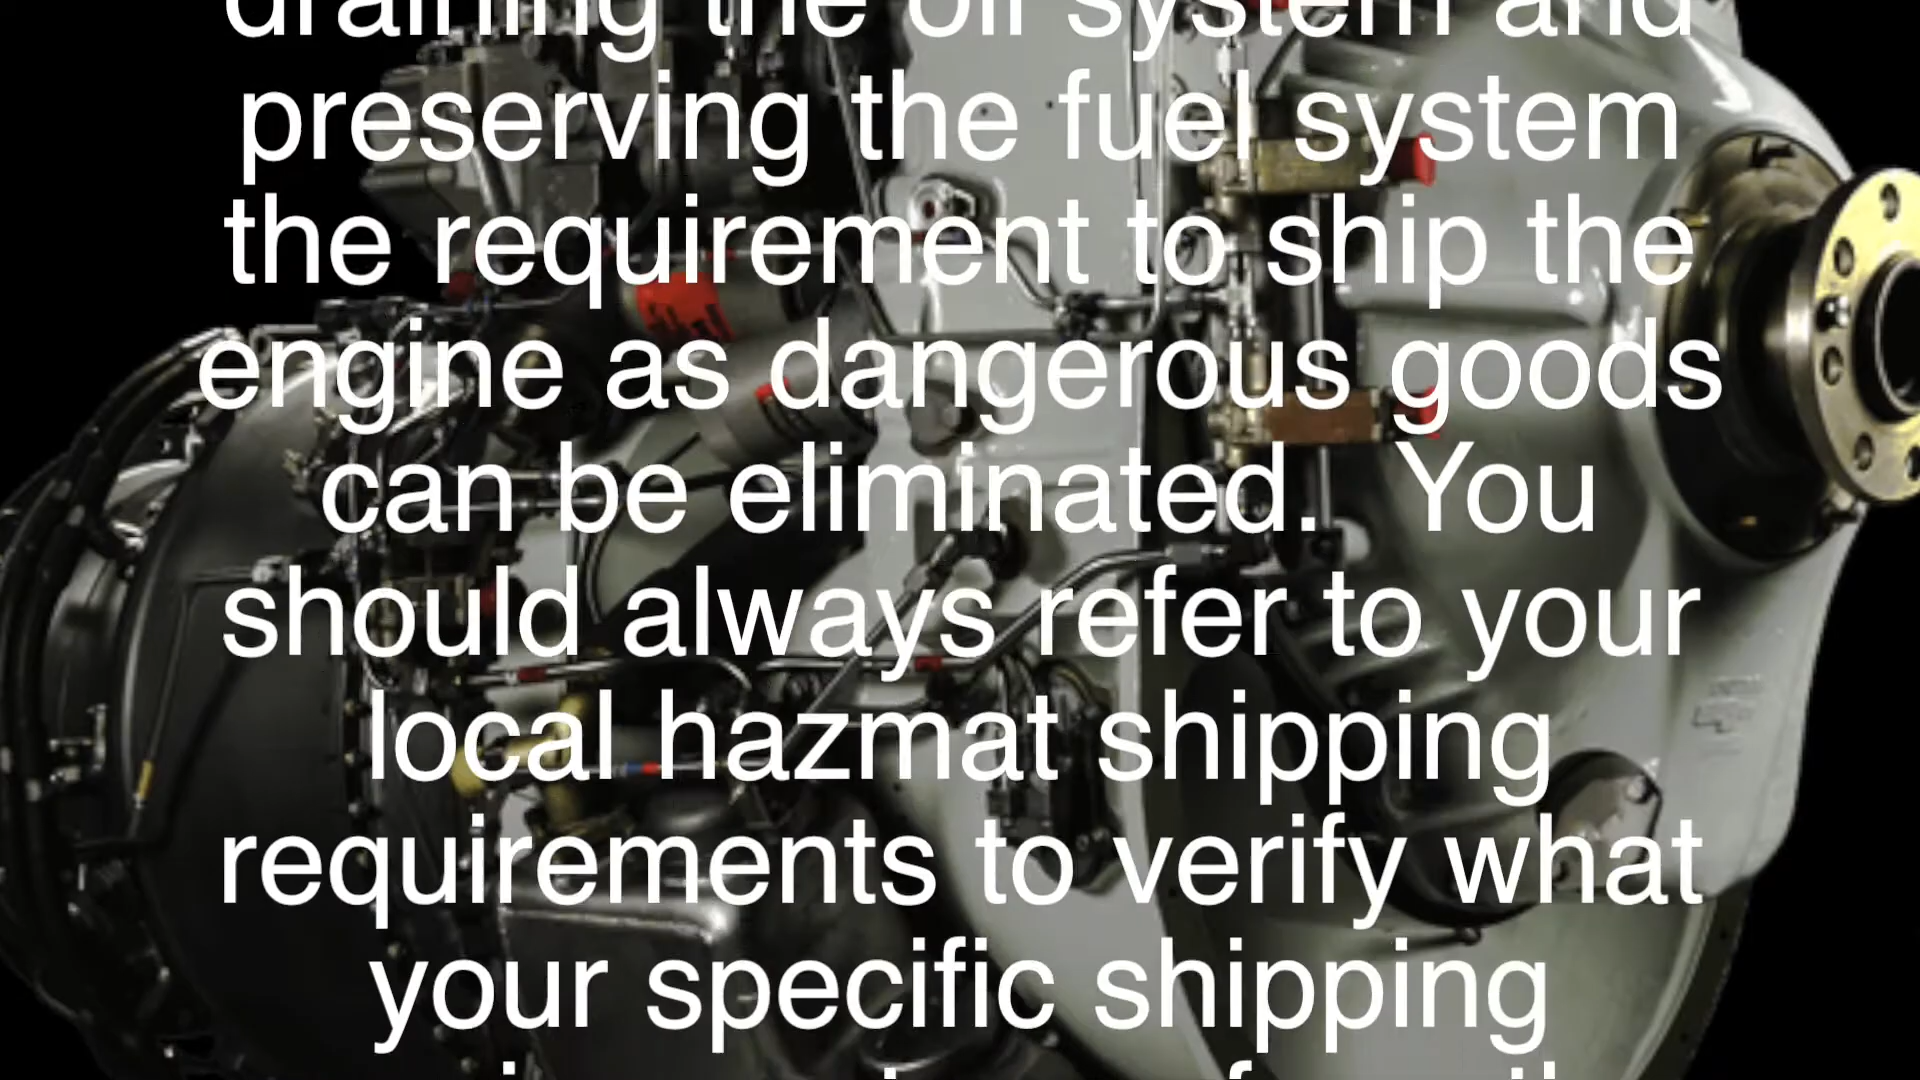 draining the oil system and
preserving the fuel system
the requirement to ship the
engine as dangerous goods
can be eliminated.  You
should always refer to your
local hazmat shipping
requirements to verify what
your specific shipping